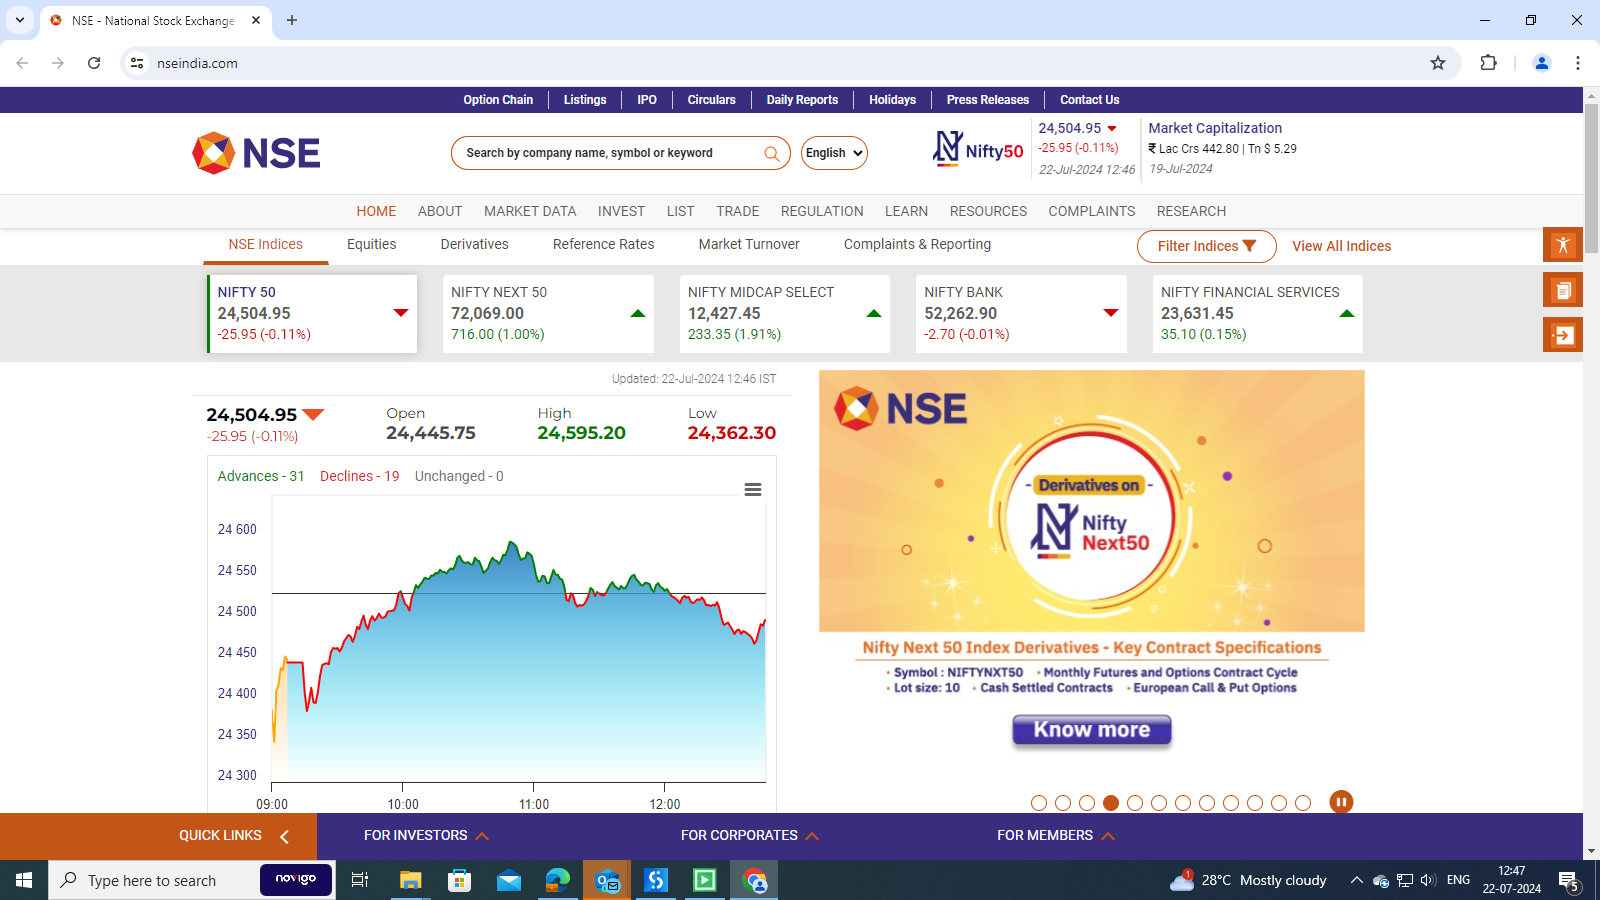 NSE - National Stock Exchange
nseindia.com
Option Chain
Listings
IPO
Circulars
Daily Reports
Holidays
Press Releases
Contact Us
NSE
Search by company name, symbol or keyword
English
Nifty50
24,504.95
-25.95 (-0.11%)
22-Jul-2024 12:46
Market Capitalization
₹ Lac Crs 442.80 | Tn $ 5.29
19-Jul-2024
HOME
ABOUT
MARKET DATA
INVEST
LIST
TRADE
REGULATION
LEARN
RESOURCES
COMPLAINTS
RESEARCH
NSE Indices
Equities
Derivatives
Reference Rates
Market Turnover
Complaints & Reporting
Filter Indices
View All Indices
NIFTY 50
24,504.95
-25.95 (-0.11%)
NIFTY NEXT 50
72,069.00
716.00 (1.00%)
NIFTY MIDCAP SELECT
12,427.45
233.35 (1.91%)
NIFTY BANK
52,262.90
-2.70 (-0.01%)
NIFTY FINANCIAL SERVICES
23,631.45
35.10 (0.15%)
Updated: 22-Jul-2024 12:46 IST
24,504.95
-25.95 (-0.11%)
Open
24,445.75
High
24,595.20
Low
24,362.30
Advances - 31
Declines - 19
Unchanged - 0
24 600
24 550
24 500
24 450
24 400
24 350
24 300
09:00
10:00
11:00
12:00
NSE
- Derivatives on -
Nifty
Next50
Nifty Next 50 Index Derivatives - Key Contract Specifications
• Symbol : NIFTYNXT50 • Monthly Futures and Options Contract Cycle
• Lot size: 10 • Cash Settled Contracts • European Call & Put Options
Know more
QUICK LINKS
FOR INVESTORS
FOR CORPORATES
FOR MEMBERS
Type here to search
novigo
1
28°C Mostly cloudy
ENG
12:47
22-07-2024
5